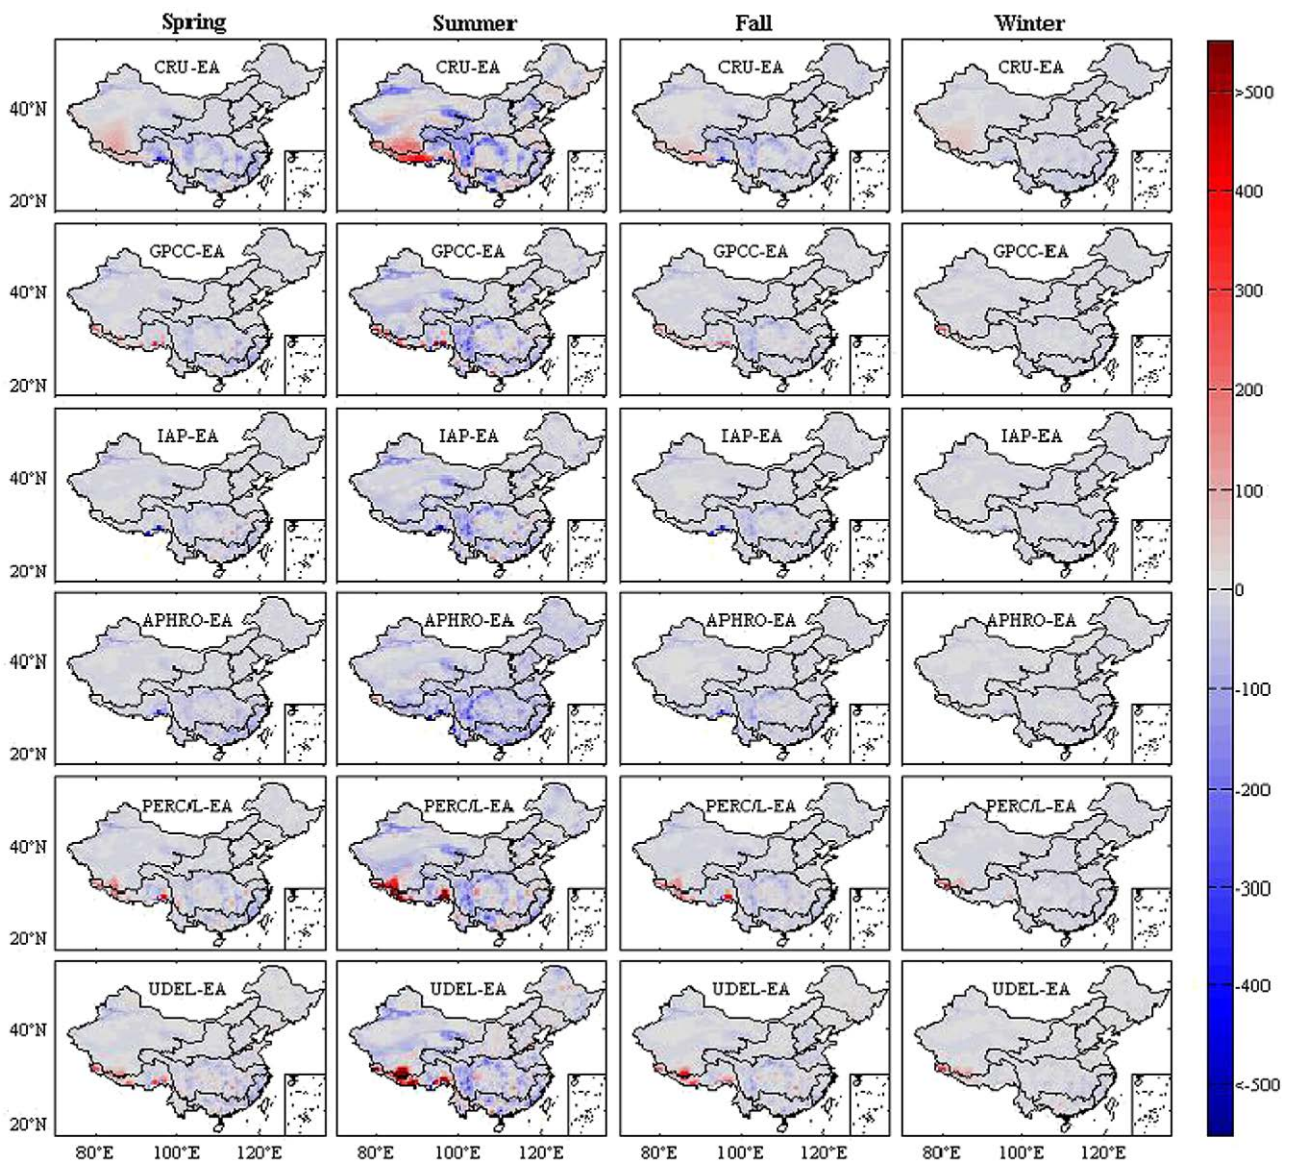 Spring Summer Fall Winter
CRU-EA CRU-EA CRU-EA CRU-EA
40°N
20°N
GPCC-EA GPCC-EA GPCC-EA GPCC-EA
40°N
20°N
IAP-EA IAP-EA IAP-EA IAP-EA
40°N
20°N
APHRO-EA APHRO-EA APHRO-EA APHRO-EA
40°N
20°N
PERC/L-EA PERC/L-EA PERC/L-EA PERC/L-EA
40°N
20°N
UDEL-EA UDEL-EA UDEL-EA UDEL-EA
40°N
20°N
80°E 100°E 120°E 80°E 100°E 120°E 80°E 100°E 120°E 80°E 100°E 120°E
>500
400
300
200
100
0
-100
-200
-300
-400
<-500